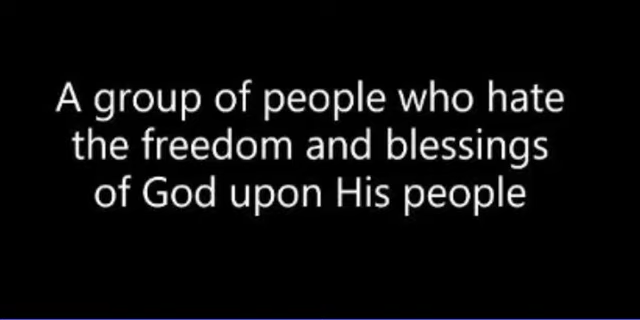 A group of people who hate
the freedom and blessings
of God upon His people